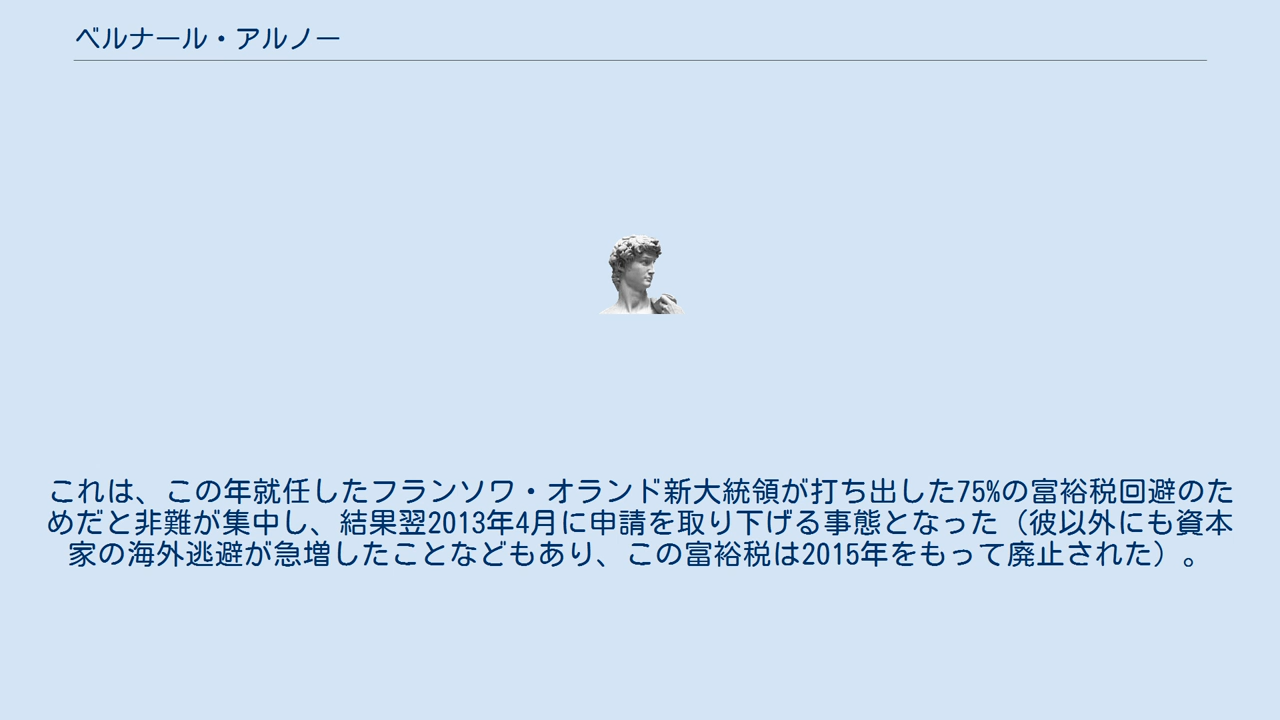 ベルナール・アルノー
これは、この年就任したフランソワ・オランド新大統領が打ち出した75%の富裕税回避のた
めだと非難が集中し、結果翌2013年4月に申請を取り下げる事態となった（彼以外にも資本
家の海外逃避が急増したことなどもあり、この富裕税は2015年をもって廃止された）。